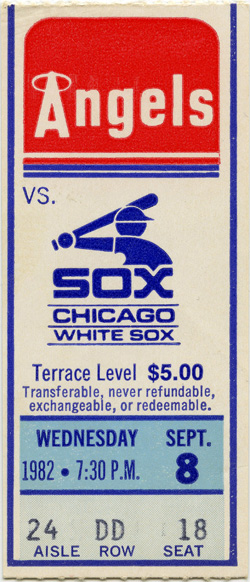 Angels
VS.
SOX
CHICAGO
WHITE SOX
Terrace Level $5.00
Transferable, never refundable,
exchangeable, or redeemable.
WEDNESDAY SEPT.
1982 • 7:30 P.M. 8
24 DD 18
AISLE ROW SEAT